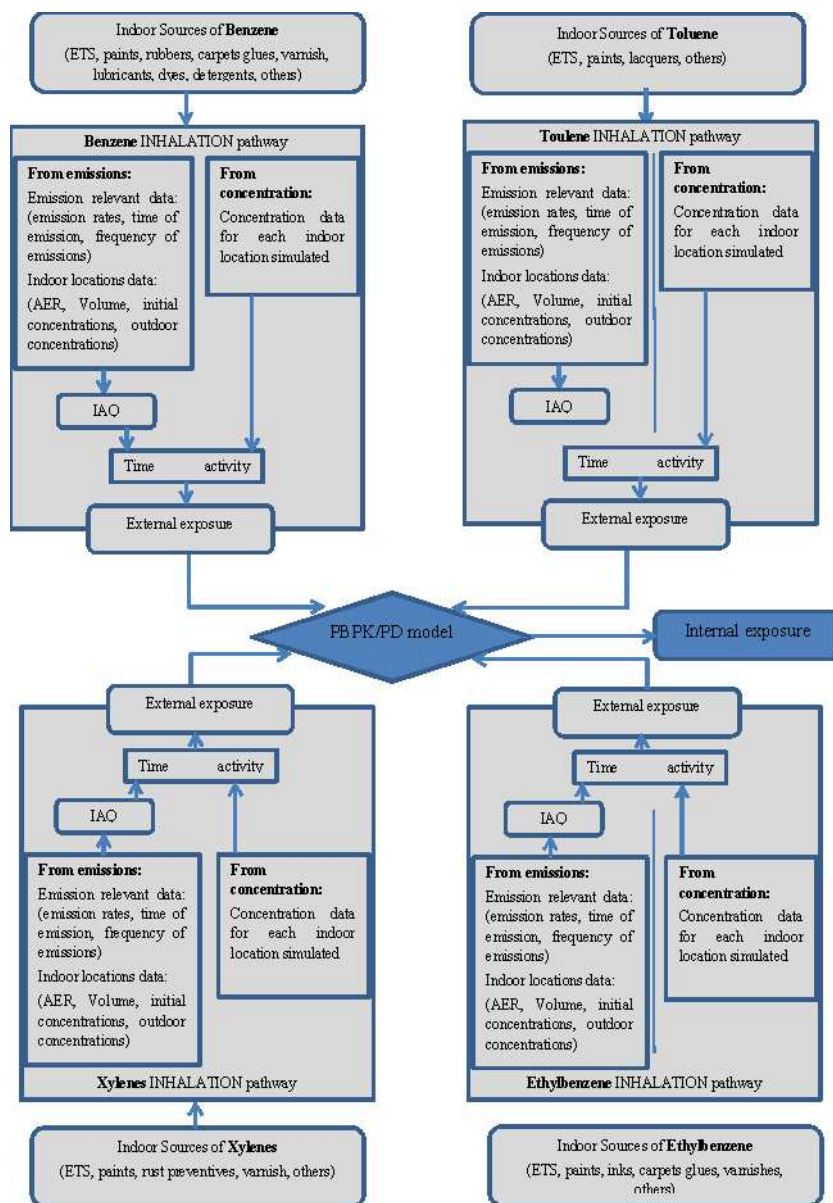 Indoor Sources of Benzene
(ETS, paints, rubbers, carpets glues, varnish,
lubricants, dyes, detergents, others)
Indoor Sources of Toluene
(ETS, paints, lacquers, others)
Benzene INHALATION pathway
From emissions:
Emission relevant data:
(emission rates, time of
emission, frequency of
emissions)
Indoor locations data:
(AER, Volume, initial
concentrations, outdoor
concentrations)
From
concentration:
Concentration data
for each indoor
location simulated
IAQ
Time activity
External exposure
Toulene INHALATION pathway
From emissions:
Emission relevant data:
(emission rates, time of
emission, frequency of
emissions)
Indoor locations data:
(AER, Volume, initial
concentrations, outdoor
concentrations)
From
concentration:
Concentration data
for each indoor
location simulated
IAQ
Time activity
External exposure
PBPK/PD model
Internal exposure
External exposure
Time activity
IAQ
From emissions:
Emission relevant data:
(emission rates, time of
emission, frequency of
emissions)
Indoor locations data:
(AER, Volume, initial
concentrations, outdoor
concentrations)
From
concentration:
Concentration data
for each indoor
location simulated
Xylenes INHALATION pathway
External exposure
Time activity
IAQ
From emissions:
Emission relevant data:
(emission rates, time of
emission, frequency of
emissions)
Indoor locations data:
(AER, Volume, initial
concentrations, outdoor
concentrations)
From
concentration:
Concentration data
for each indoor
location simulated
Ethylbenzene INHALATION pathway
Indoor Sources of Xylenes
(ETS, paints, rust preventives, varnish, others)
Indoor Sources of Ethylbenzene
(ETS, paints, inks, carpets glues, varnishes,
others)